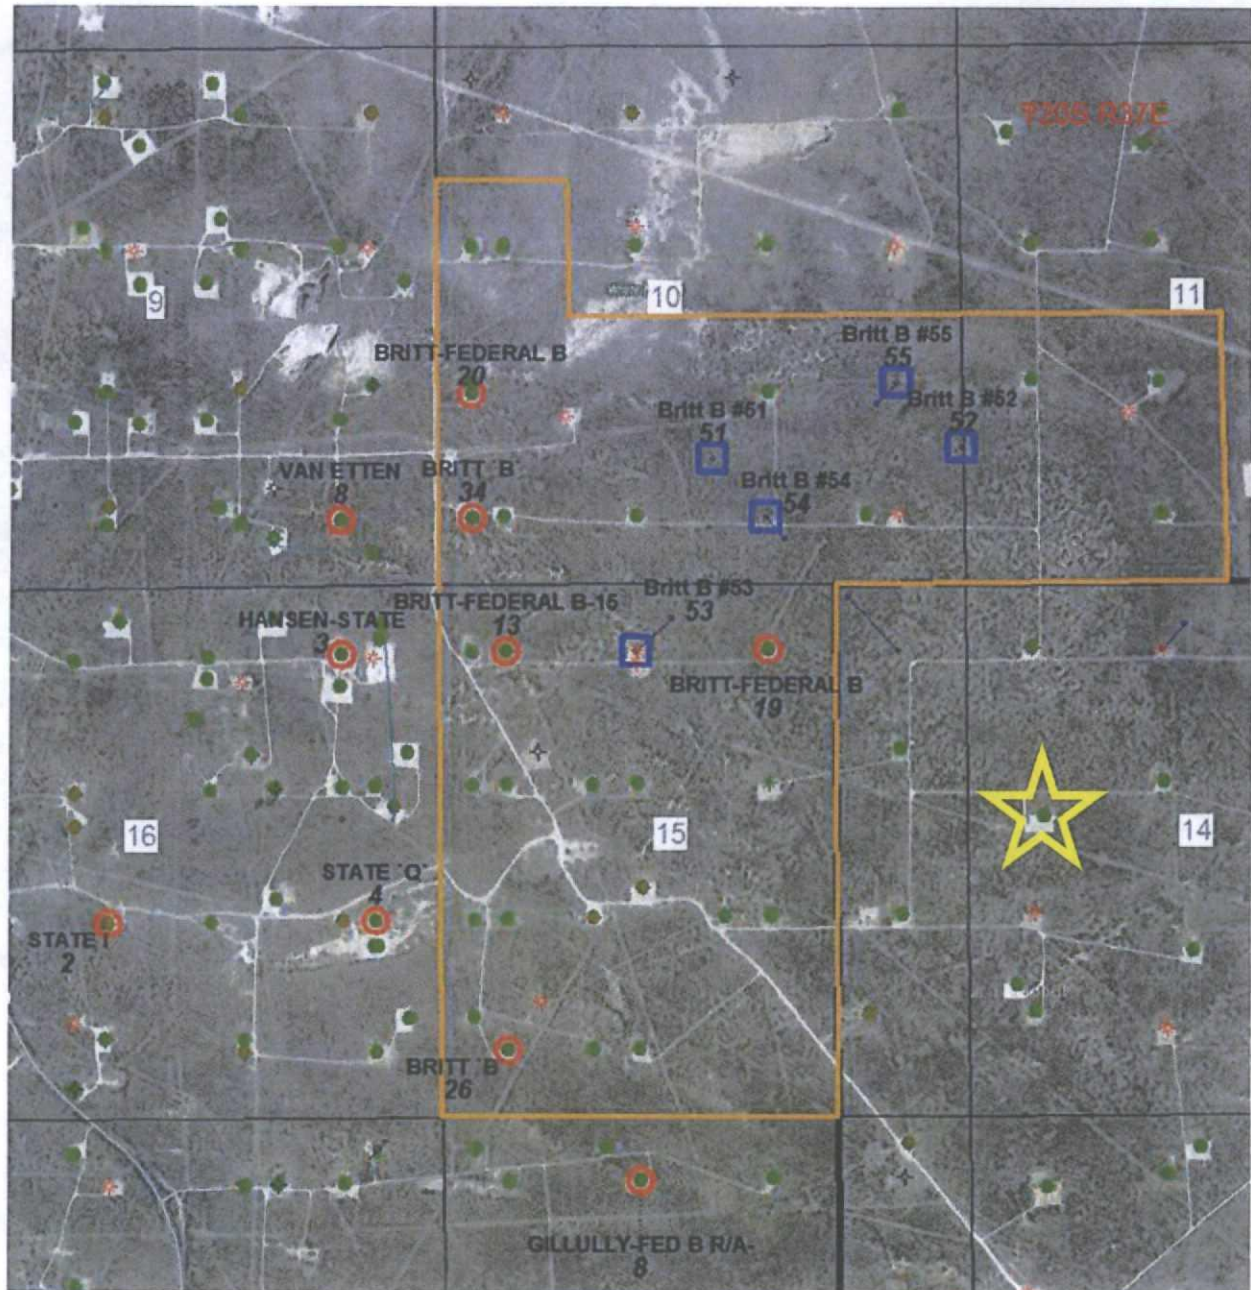 T20S R37E
9
10
11
Britt B #55
55
BRITT-FEDERAL B
20
Britt B #51
51
Britt B #52
52
VAN ETTEN
8
BRITT "B"
34
Britt B #54
54
HANSEN-STATE
3
BRITT-FEDERAL B-15
13
Britt B #53
53
BRITT-FEDERAL B
19
16
15
14
STATE "Q"
4
STATE I
2
BRITT "B"
26
GILLULLY-FED B R/A-
8